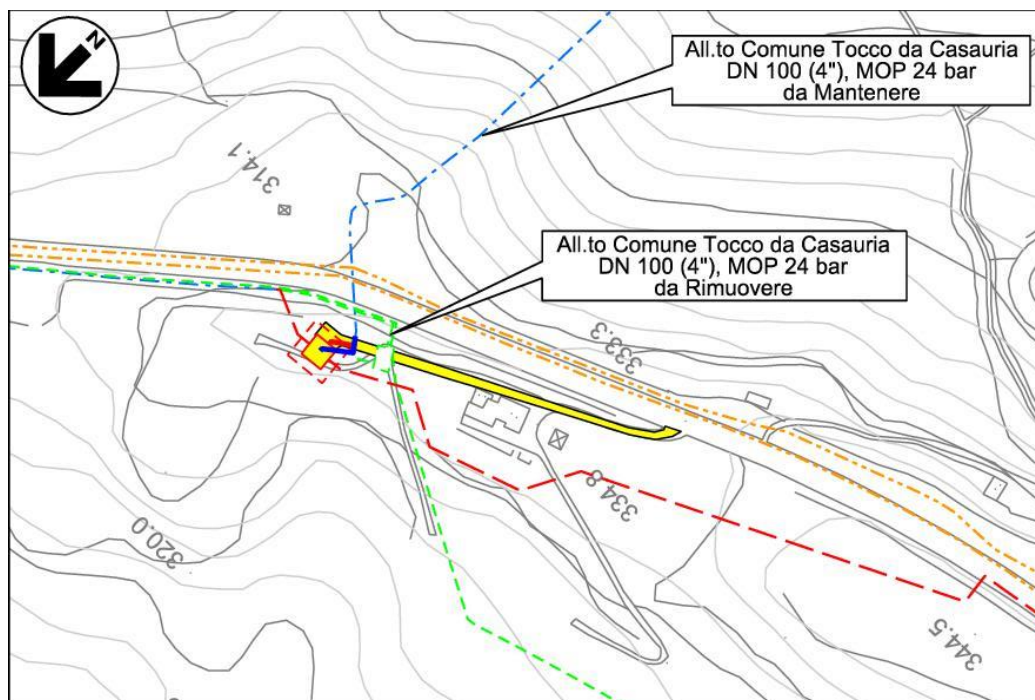 N
All.to Comune Tocco da Casauria
DN 100 (4"), MOP 24 bar
da Mantenere
314.1
All.to Comune Tocco da Casauria
DN 100 (4"), MOP 24 bar
da Rimuovere
333.3
334.8
320.0
344.5